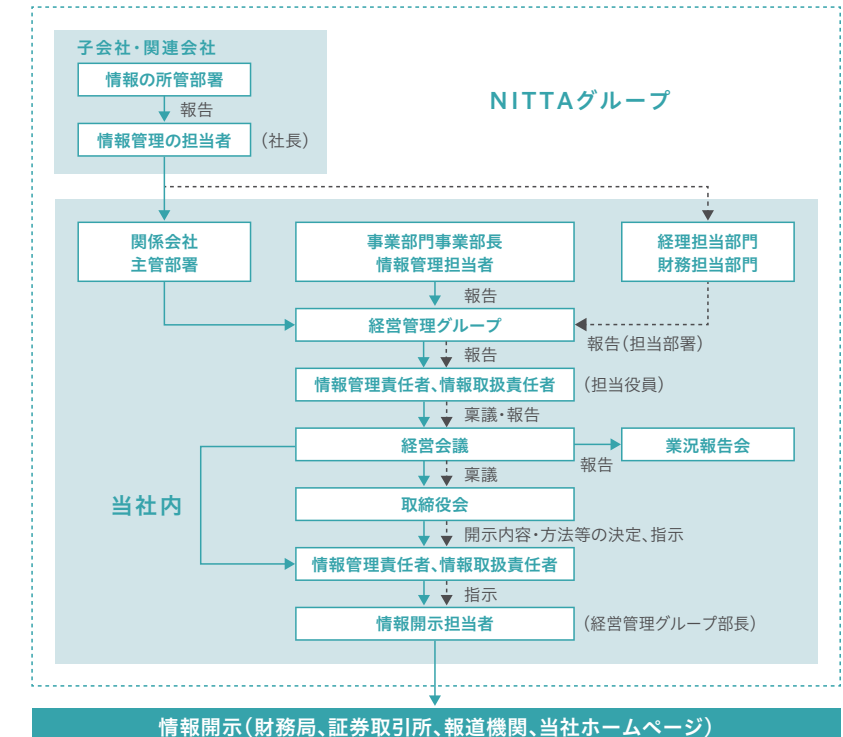 子会社・関連会社
情報の所管部署
報告
情報管理の担当者
（社長）
NITTAグループ
関係会社
主管部署
事業部門事業部長
情報管理担当者
経理担当部門
財務担当部門
報告
経営管理グループ
報告（担当部署）
報告
情報管理責任者、情報取扱責任者
（担当役員）
稟議・報告
経営会議
報告
業況報告会
稟議
当社内
取締役会
開示内容・方法等の決定、指示
情報管理責任者、情報取扱責任者
指示
情報開示担当者
（経営管理グループ部長）
情報開示（財務局、証券取引所、報道機関、当社ホームページ）